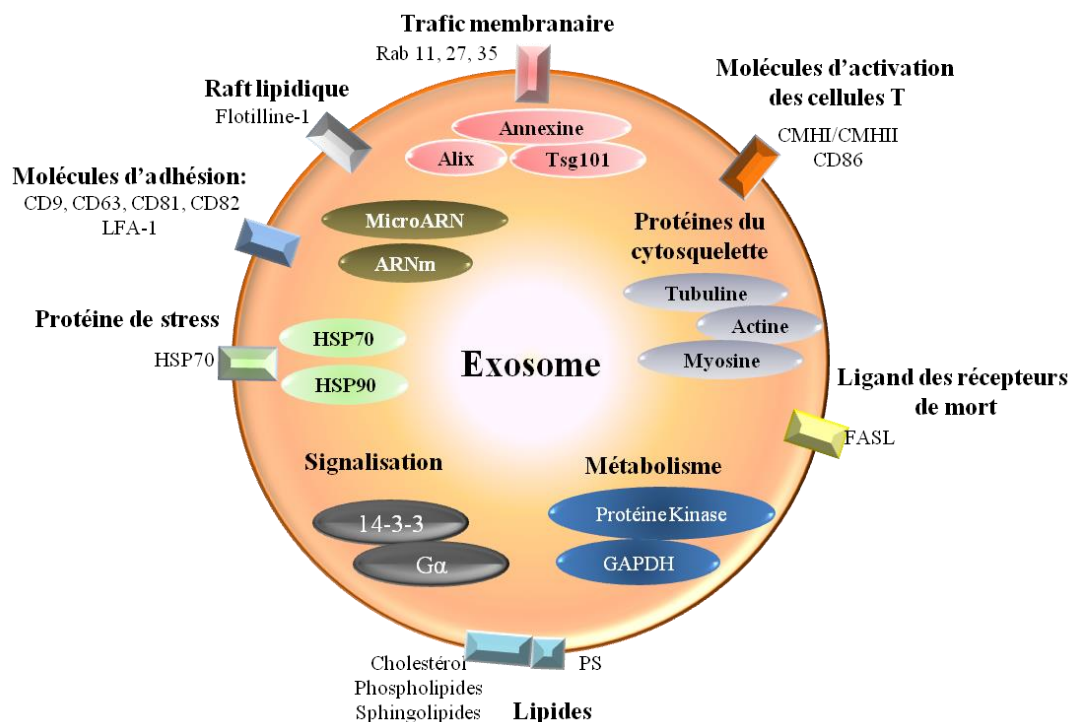 Trafic membranaire
Rab 11, 27, 35
Raft lipidique
Flotilline-1
Molécules d'activation
des cellules T
CMHI/CMHII
CD86
Molécules d'adhésion:
CD9, CD63, CD81, CD82
LFA-1
Annexine
Alix
Tsg101
MicroARN
ARNm
Protéines du
cytosquelette
Tubuline
Actine
Myosine
Protéine de stress
HSP70
HSP70
HSP90
Exosome
Ligand des récepteurs
de mort
FASL
Signalisation
14-3-3
Gα
Métabolisme
Protéine Kinase
GAPDH
Cholestérol
Phospholipides
Sphingolipides
PS
Lipides